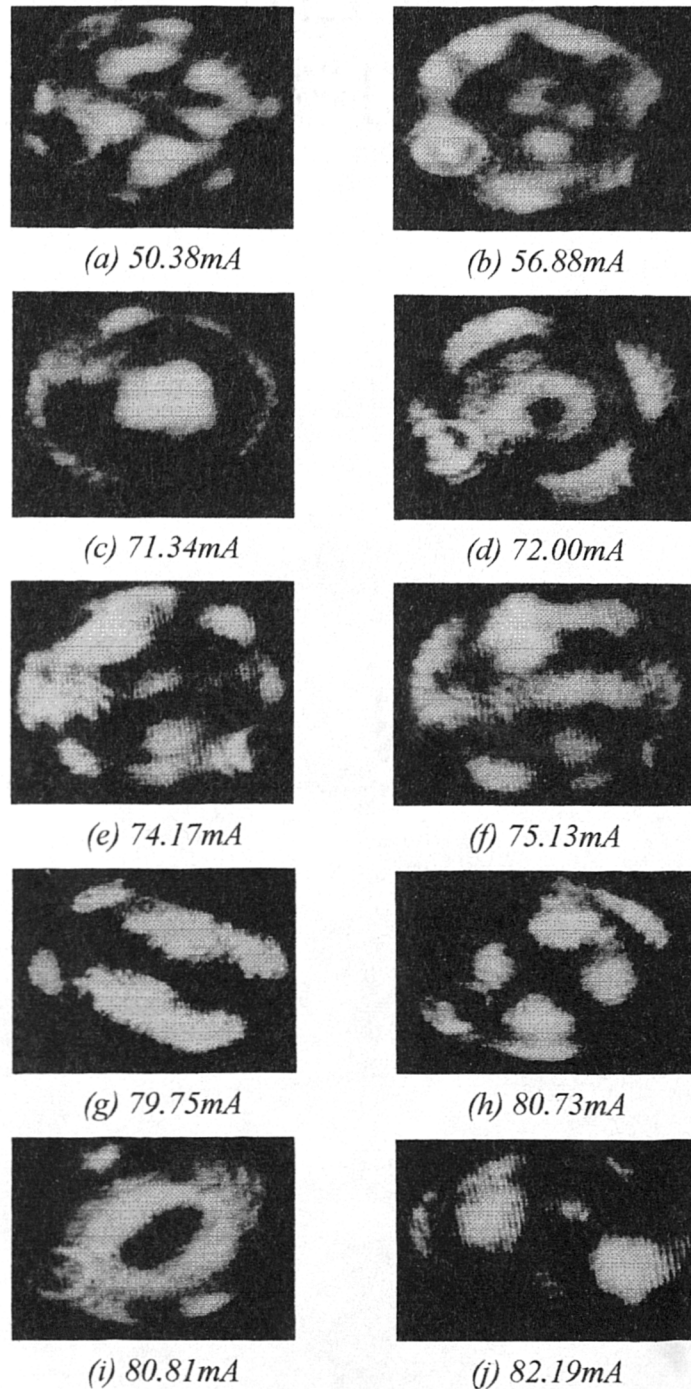 (a) 50.38mA
(b) 56.88mA
(c) 71.34mA
(d) 72.00mA
(e) 74.17mA
(f) 75.13mA
(g) 79.75mA
(h) 80.73mA
(i) 80.81mA
(j) 82.19mA